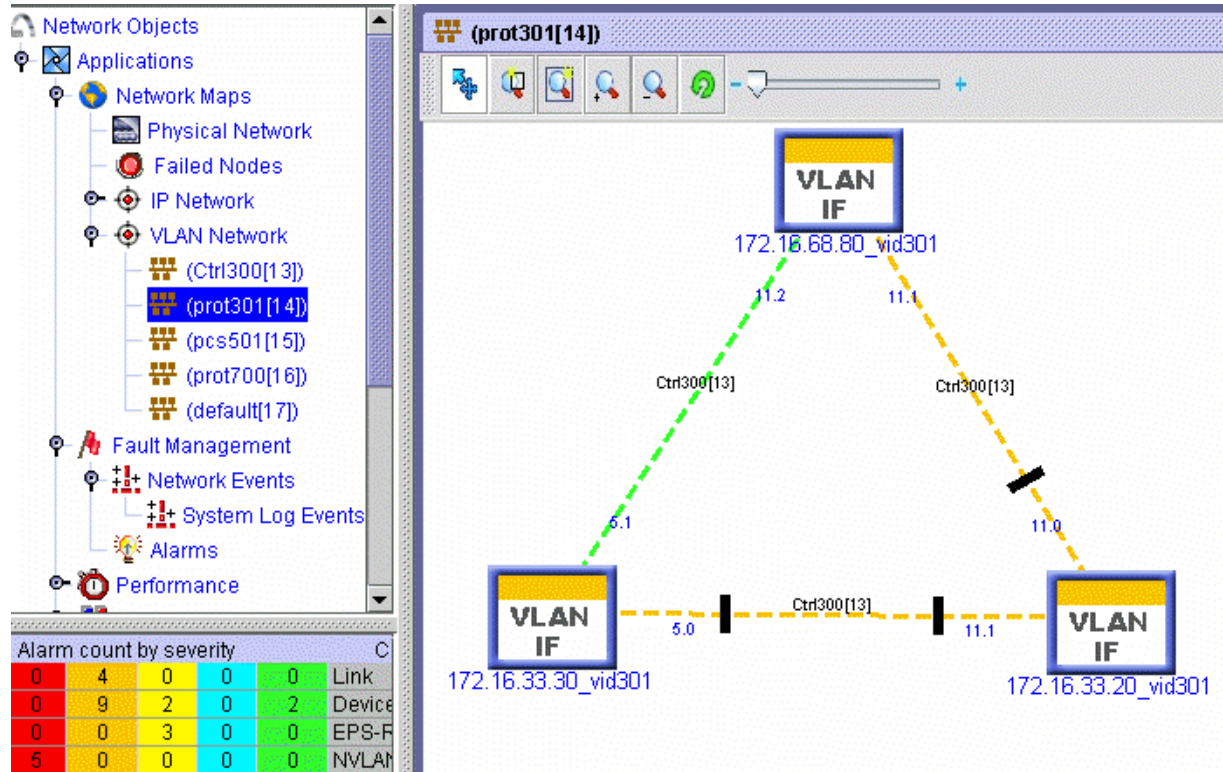 Network Objects
Applications
Network Maps
Physical Network
Failed Nodes
IP Network
VLAN Network
(Ctrl300[13])
(prot301[14])
(pcs501[15])
(prot700[16])
(default[17])
Fault Management
Network Events
System Log Events
Alarms
Performance
Alarm count by severity C
0 4 0 0 0 Link
0 9 2 0 2 Device
0 0 3 0 0 EPS-R
5 0 0 0 0 NVLAN
(prot301[14])
- +
VLAN
IF
172.16.68.80_vid301
11.2 11.1
Ctrl300[13] Ctrl300[13]
5.1 11.0
VLAN
IF
172.16.33.30_vid301
5.0 Ctrl300[13] 11.1
VLAN
IF
172.16.33.20_vid301